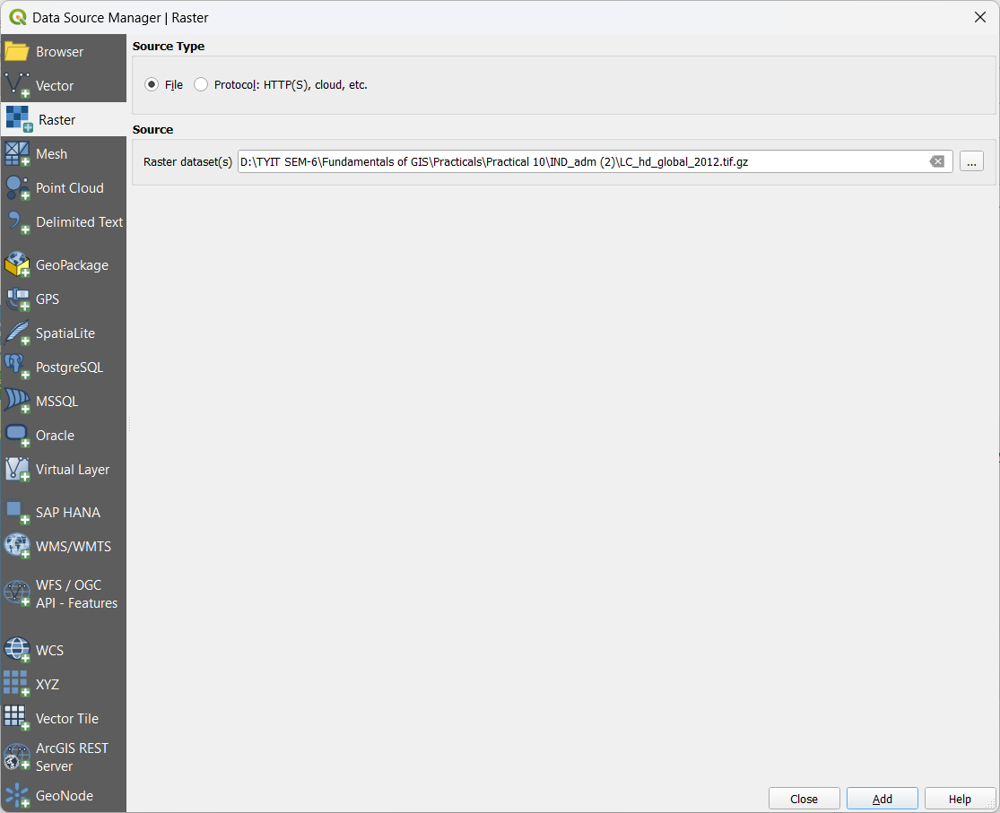 Data Source Manager | Raster
Browser
Vector
Raster
Mesh
Point Cloud
Delimited Text
GeoPackage
GPS
SpatiaLite
PostgreSQL
MSSQL
Oracle
Virtual Layer
SAP HANA
WMS/WMTS
WFS / OGC
API - Features
WCS
XYZ
Vector Tile
ArcGIS REST
Server
GeoNode
Source Type
File Protocol: HTTP(S), cloud, etc.
Source
Raster dataset(s) D:\TYIT SEM-6\Fundamentals of GIS\Practicals\Practical 10\IND_adm (2)\LC_hd_global_2012.tif.gz ...
Close Add Help